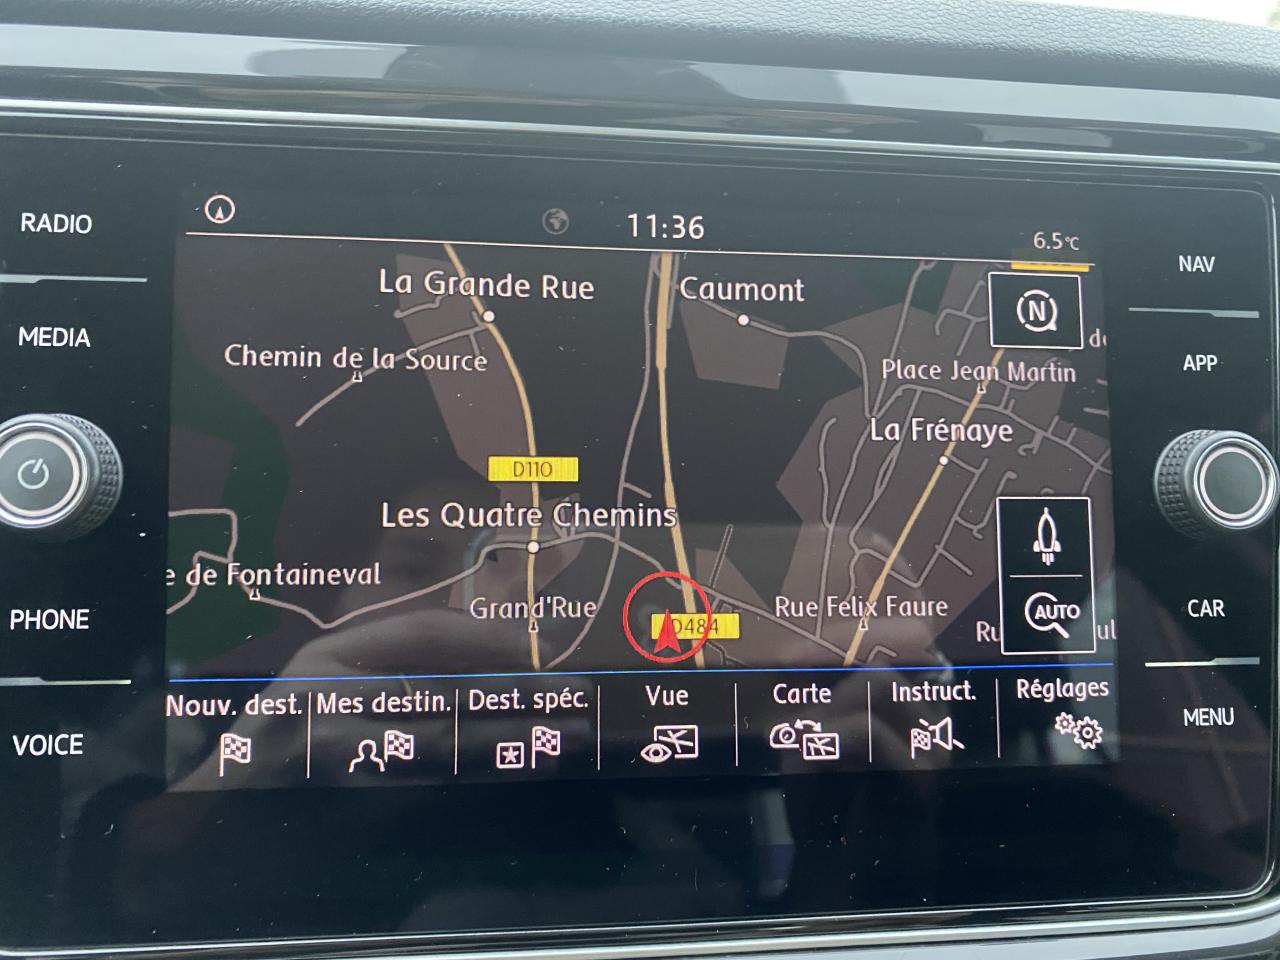 RADIO
MEDIA
PHONE
VOICE
11:36
6.5°C
La Grande Rue
Caumont
N
Chemin de la Source
Place Jean Martin
La Frénaye
D110
Les Quatre Chemins
e de Fontaineval
Grand'Rue
D484
Rue Felix Faure
AUTO
Nouv. dest.
Mes destin.
Dest. spéc.
Vue
Carte
Instruct.
Réglages
NAV
APP
CAR
MENU